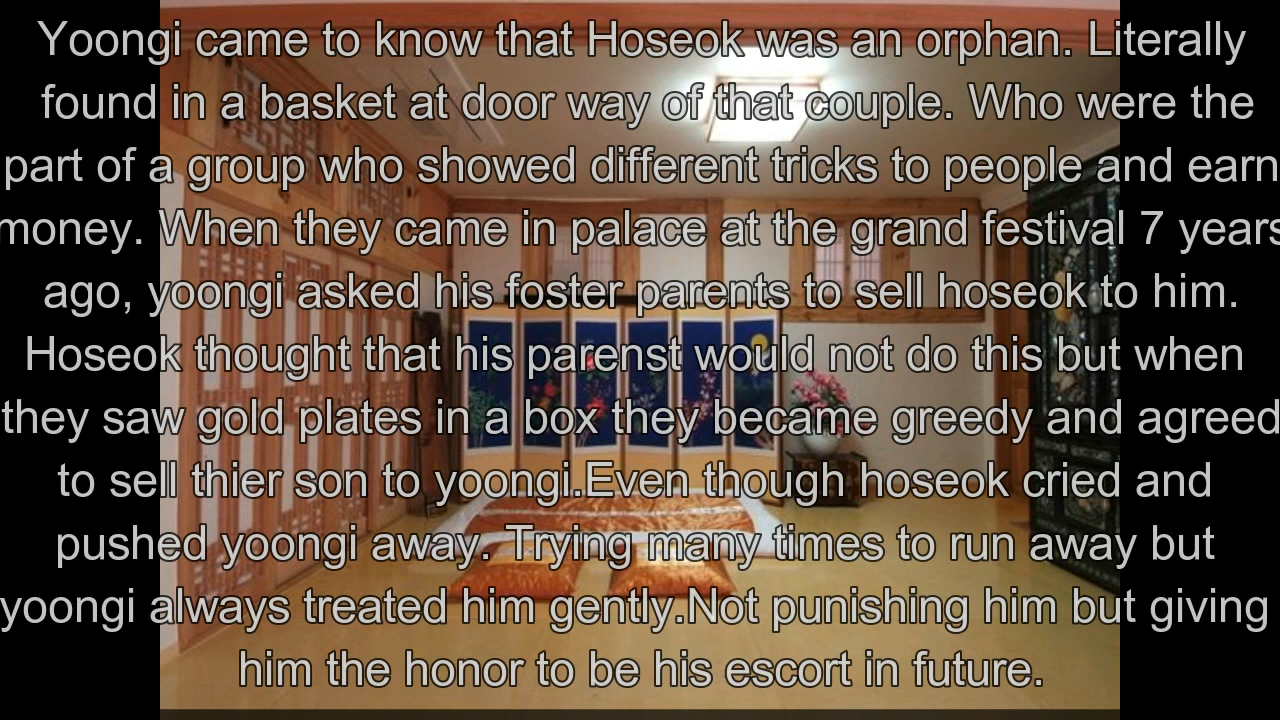 Yoongi came to know that Hoseok was an orphan. Literally
found in a basket at door way of that couple. Who were the
part of a group who showed different tricks to people and earn
money. When they came in palace at the grand festival 7 years
ago, yoongi asked his foster parents to sell hoseok to him.
Hoseok thought that his parenst would not do this but when
they saw gold plates in a box they became greedy and agreed
to sell thier son to yoongi.Even though hoseok cried and
pushed yoongi away. Trying many times to run away but
yoongi always treated him gently.Not punishing him but giving
him the honor to be his escort in future.